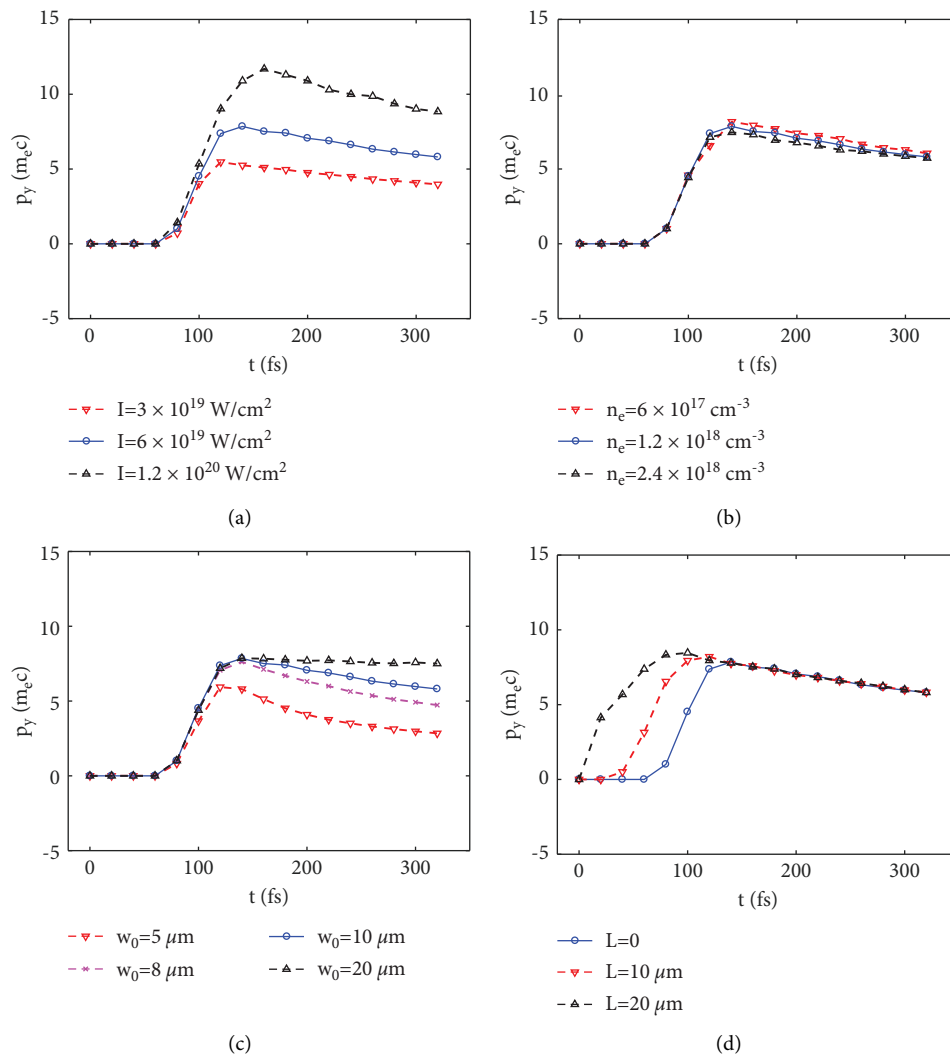 15
10
5
0
-5
p_y (m_ec)
0 100 200 300
t (fs)
I=3 × 10^19 W/cm^2
I=6 × 10^19 W/cm^2
I=1.2 × 10^20 W/cm^2
(a)
15
10
5
0
-5
p_y (m_ec)
0 100 200 300
t (fs)
n_e=6 × 10^17 cm^-3
n_e=1.2 × 10^18 cm^-3
n_e=2.4 × 10^18 cm^-3
(b)
15
10
5
0
-5
p_y (m_ec)
0 100 200 300
t (fs)
w_0=5 μm w_0=10 μm
w_0=8 μm w_0=20 μm
(c)
15
10
5
0
-5
p_y (m_ec)
0 100 200 300
t (fs)
L=0
L=10 μm
L=20 μm
(d)